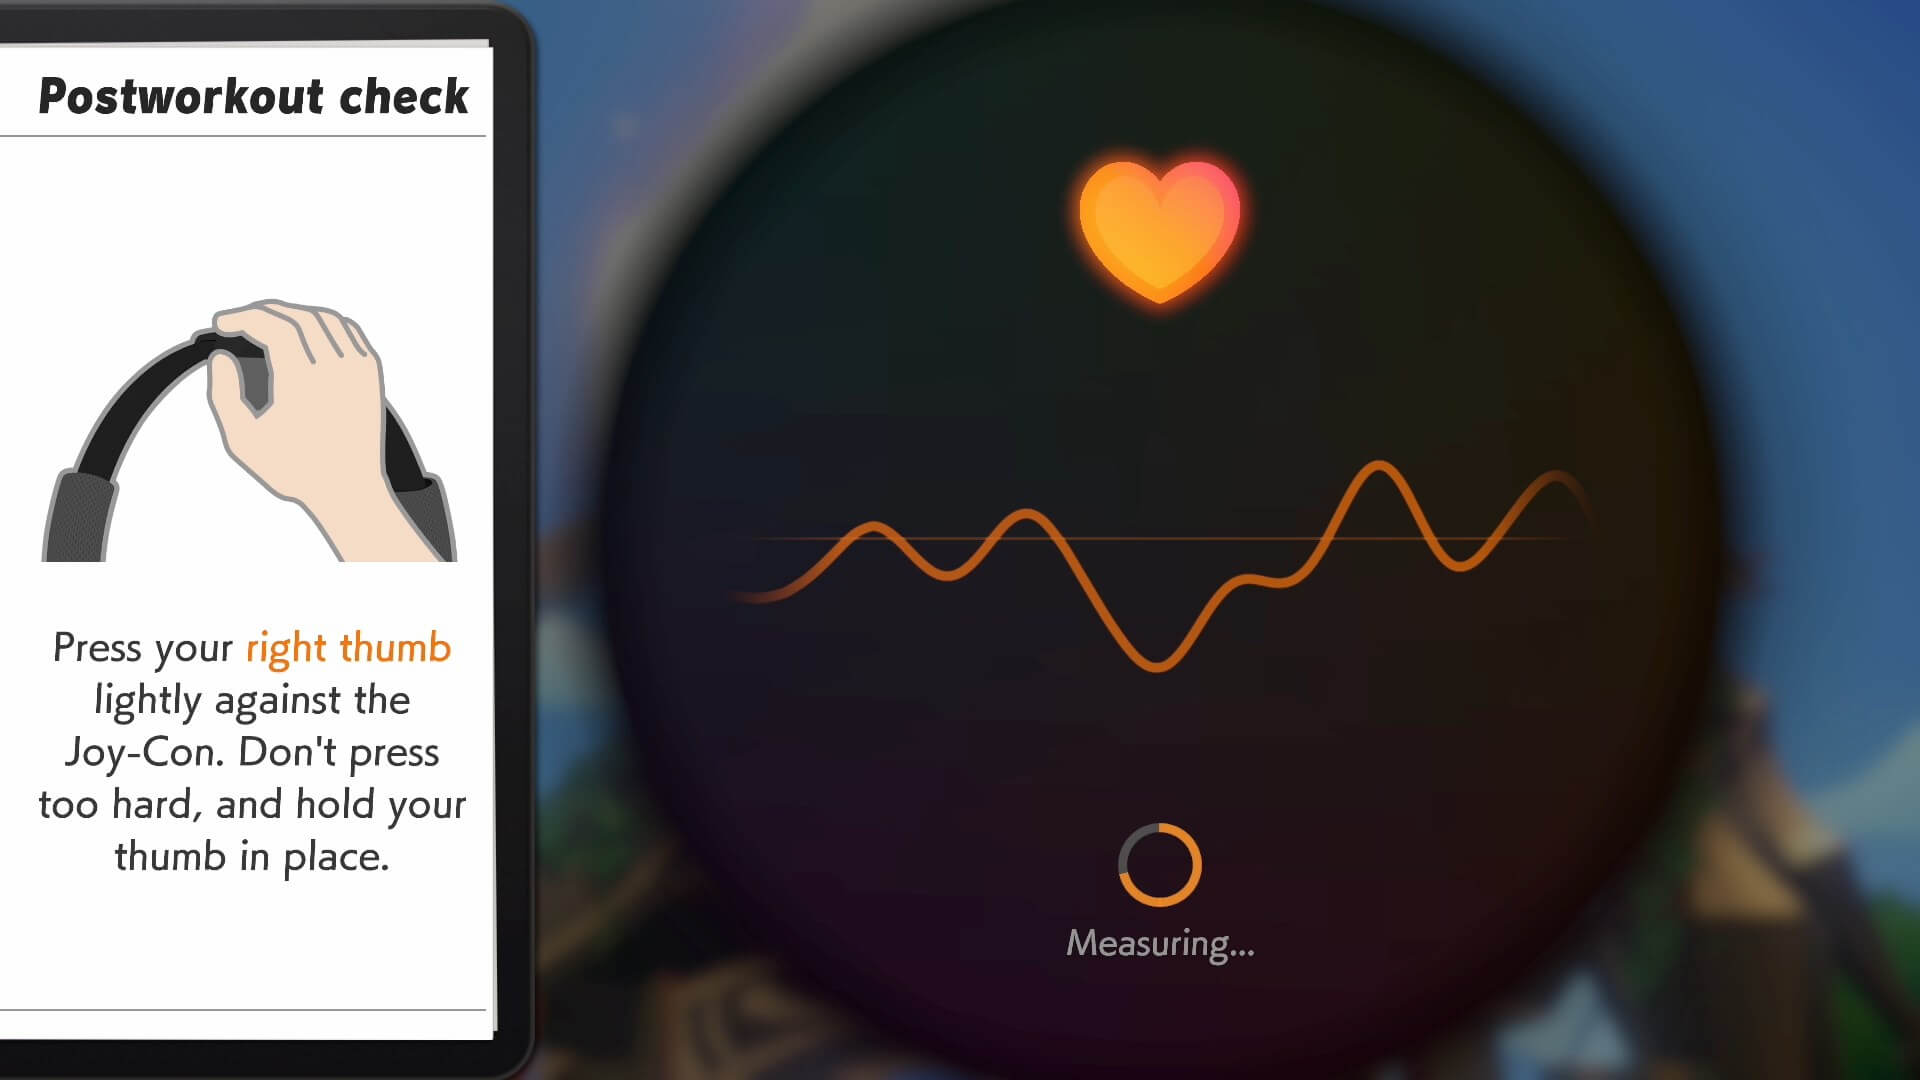 Postworkout check
Press your right thumb
lightly against the
Joy-Con. Don't press
too hard, and hold your
thumb in place.
Measuring...